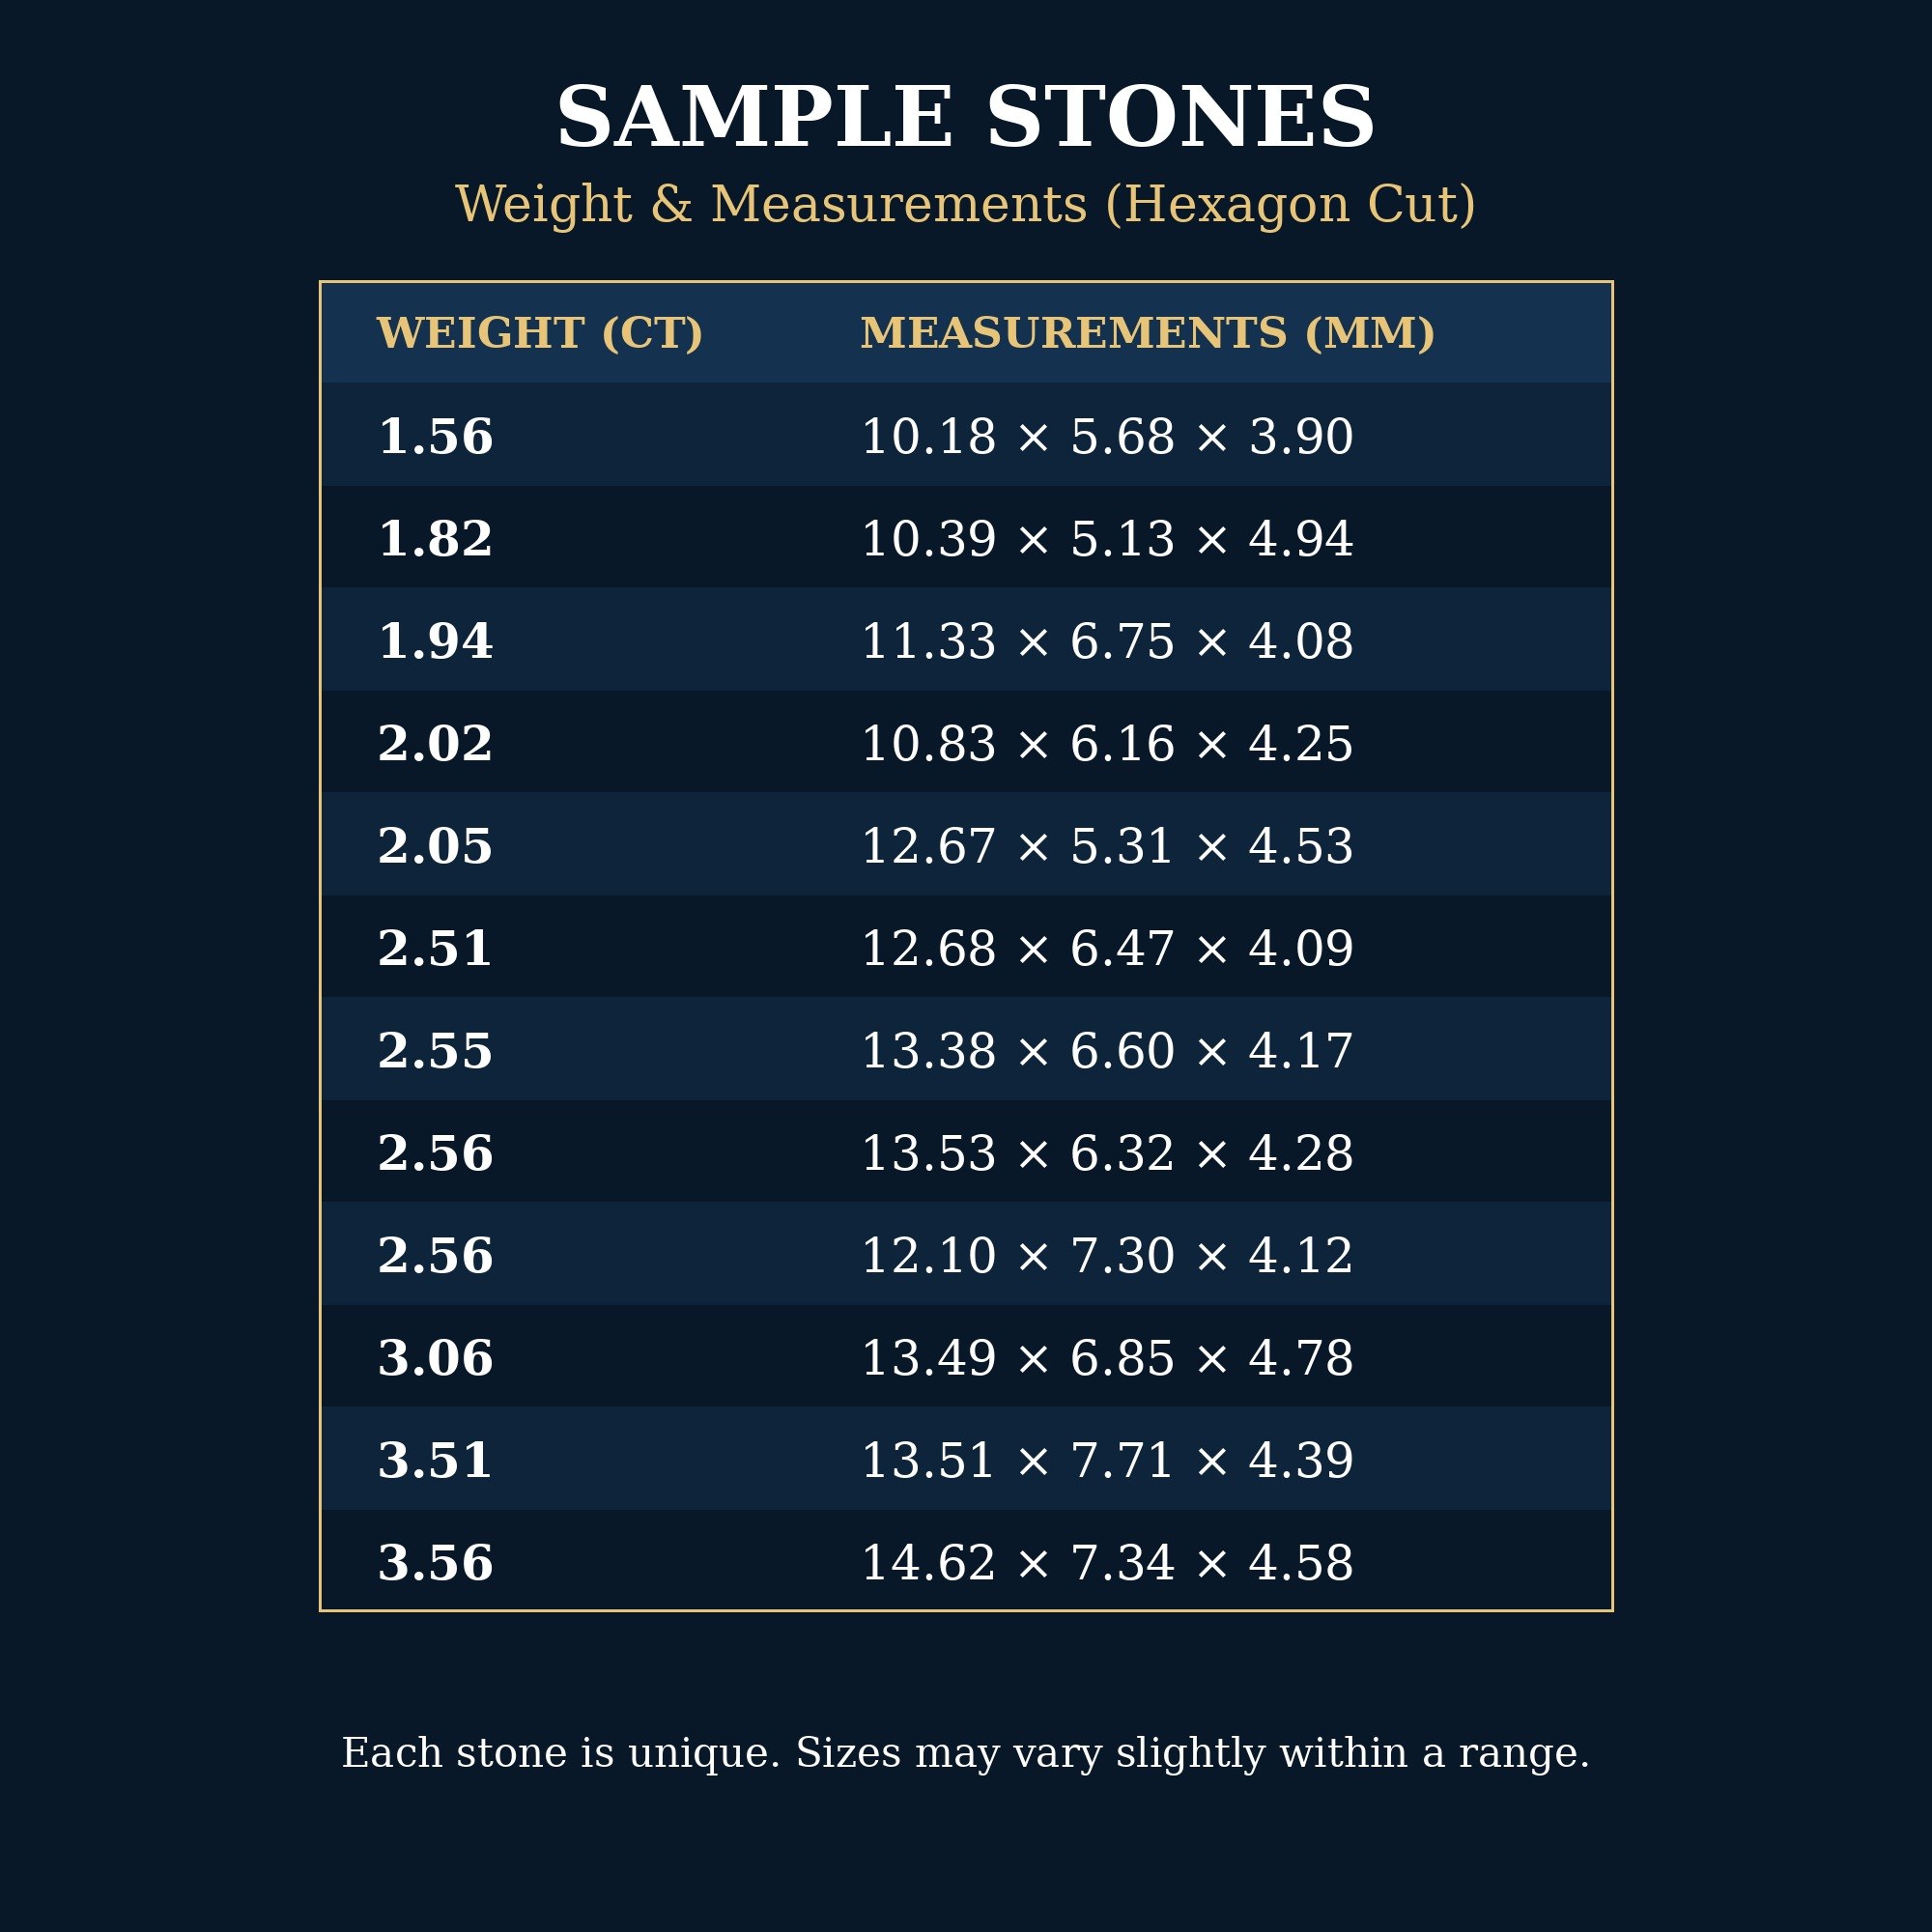 SAMPLE STONES
Weight & Measurements (Hexagon Cut)
WEIGHT (CT) MEASUREMENTS (MM)
1.56 10.18 × 5.68 × 3.90
1.82 10.39 × 5.13 × 4.94
1.94 11.33 × 6.75 × 4.08
2.02 10.83 × 6.16 × 4.25
2.05 12.67 × 5.31 × 4.53
2.51 12.68 × 6.47 × 4.09
2.55 13.38 × 6.60 × 4.17
2.56 13.53 × 6.32 × 4.28
2.56 12.10 × 7.30 × 4.12
3.06 13.49 × 6.85 × 4.78
3.51 13.51 × 7.71 × 4.39
3.56 14.62 × 7.34 × 4.58
Each stone is unique. Sizes may vary slightly within a range.